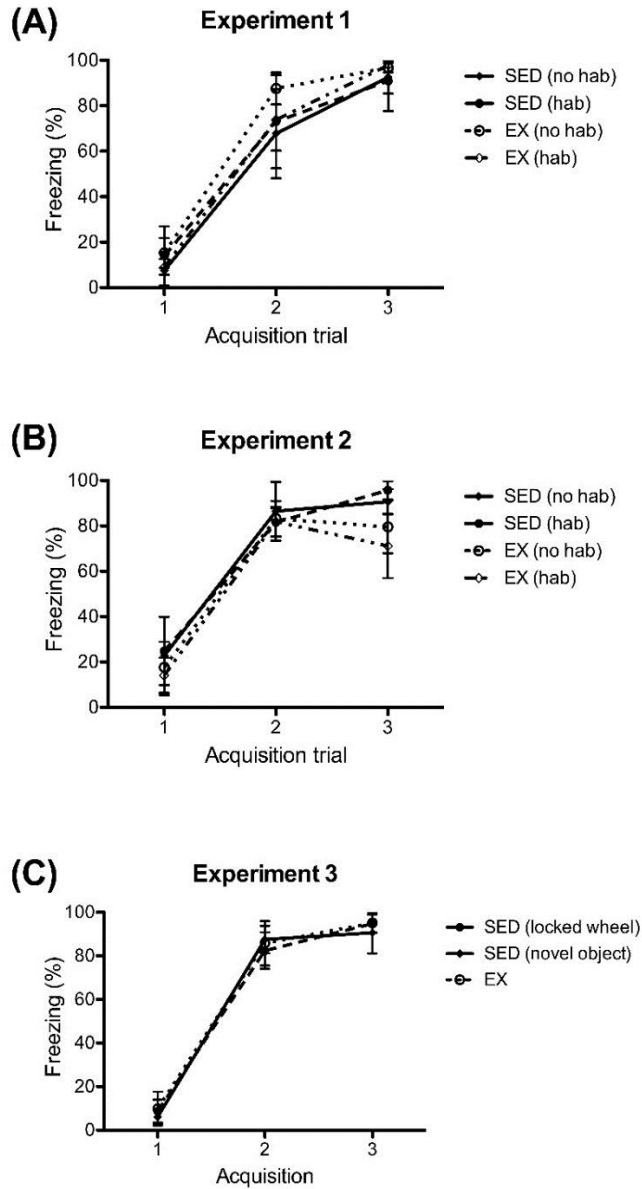 (A)
Experiment 1
Freezing (%)
100
80
60
40
20
0
1 2 3
Acquisition trial
SED (no hab)
SED (hab)
EX (no hab)
EX (hab)
(B)
Experiment 2
Freezing (%)
100
80
60
40
20
0
1 2 3
Acquisition trial
SED (no hab)
SED (hab)
EX (no hab)
EX (hab)
(C)
Experiment 3
Freezing (%)
100
80
60
40
20
0
1 2 3
Acquisition
SED (locked wheel)
SED (novel object)
EX